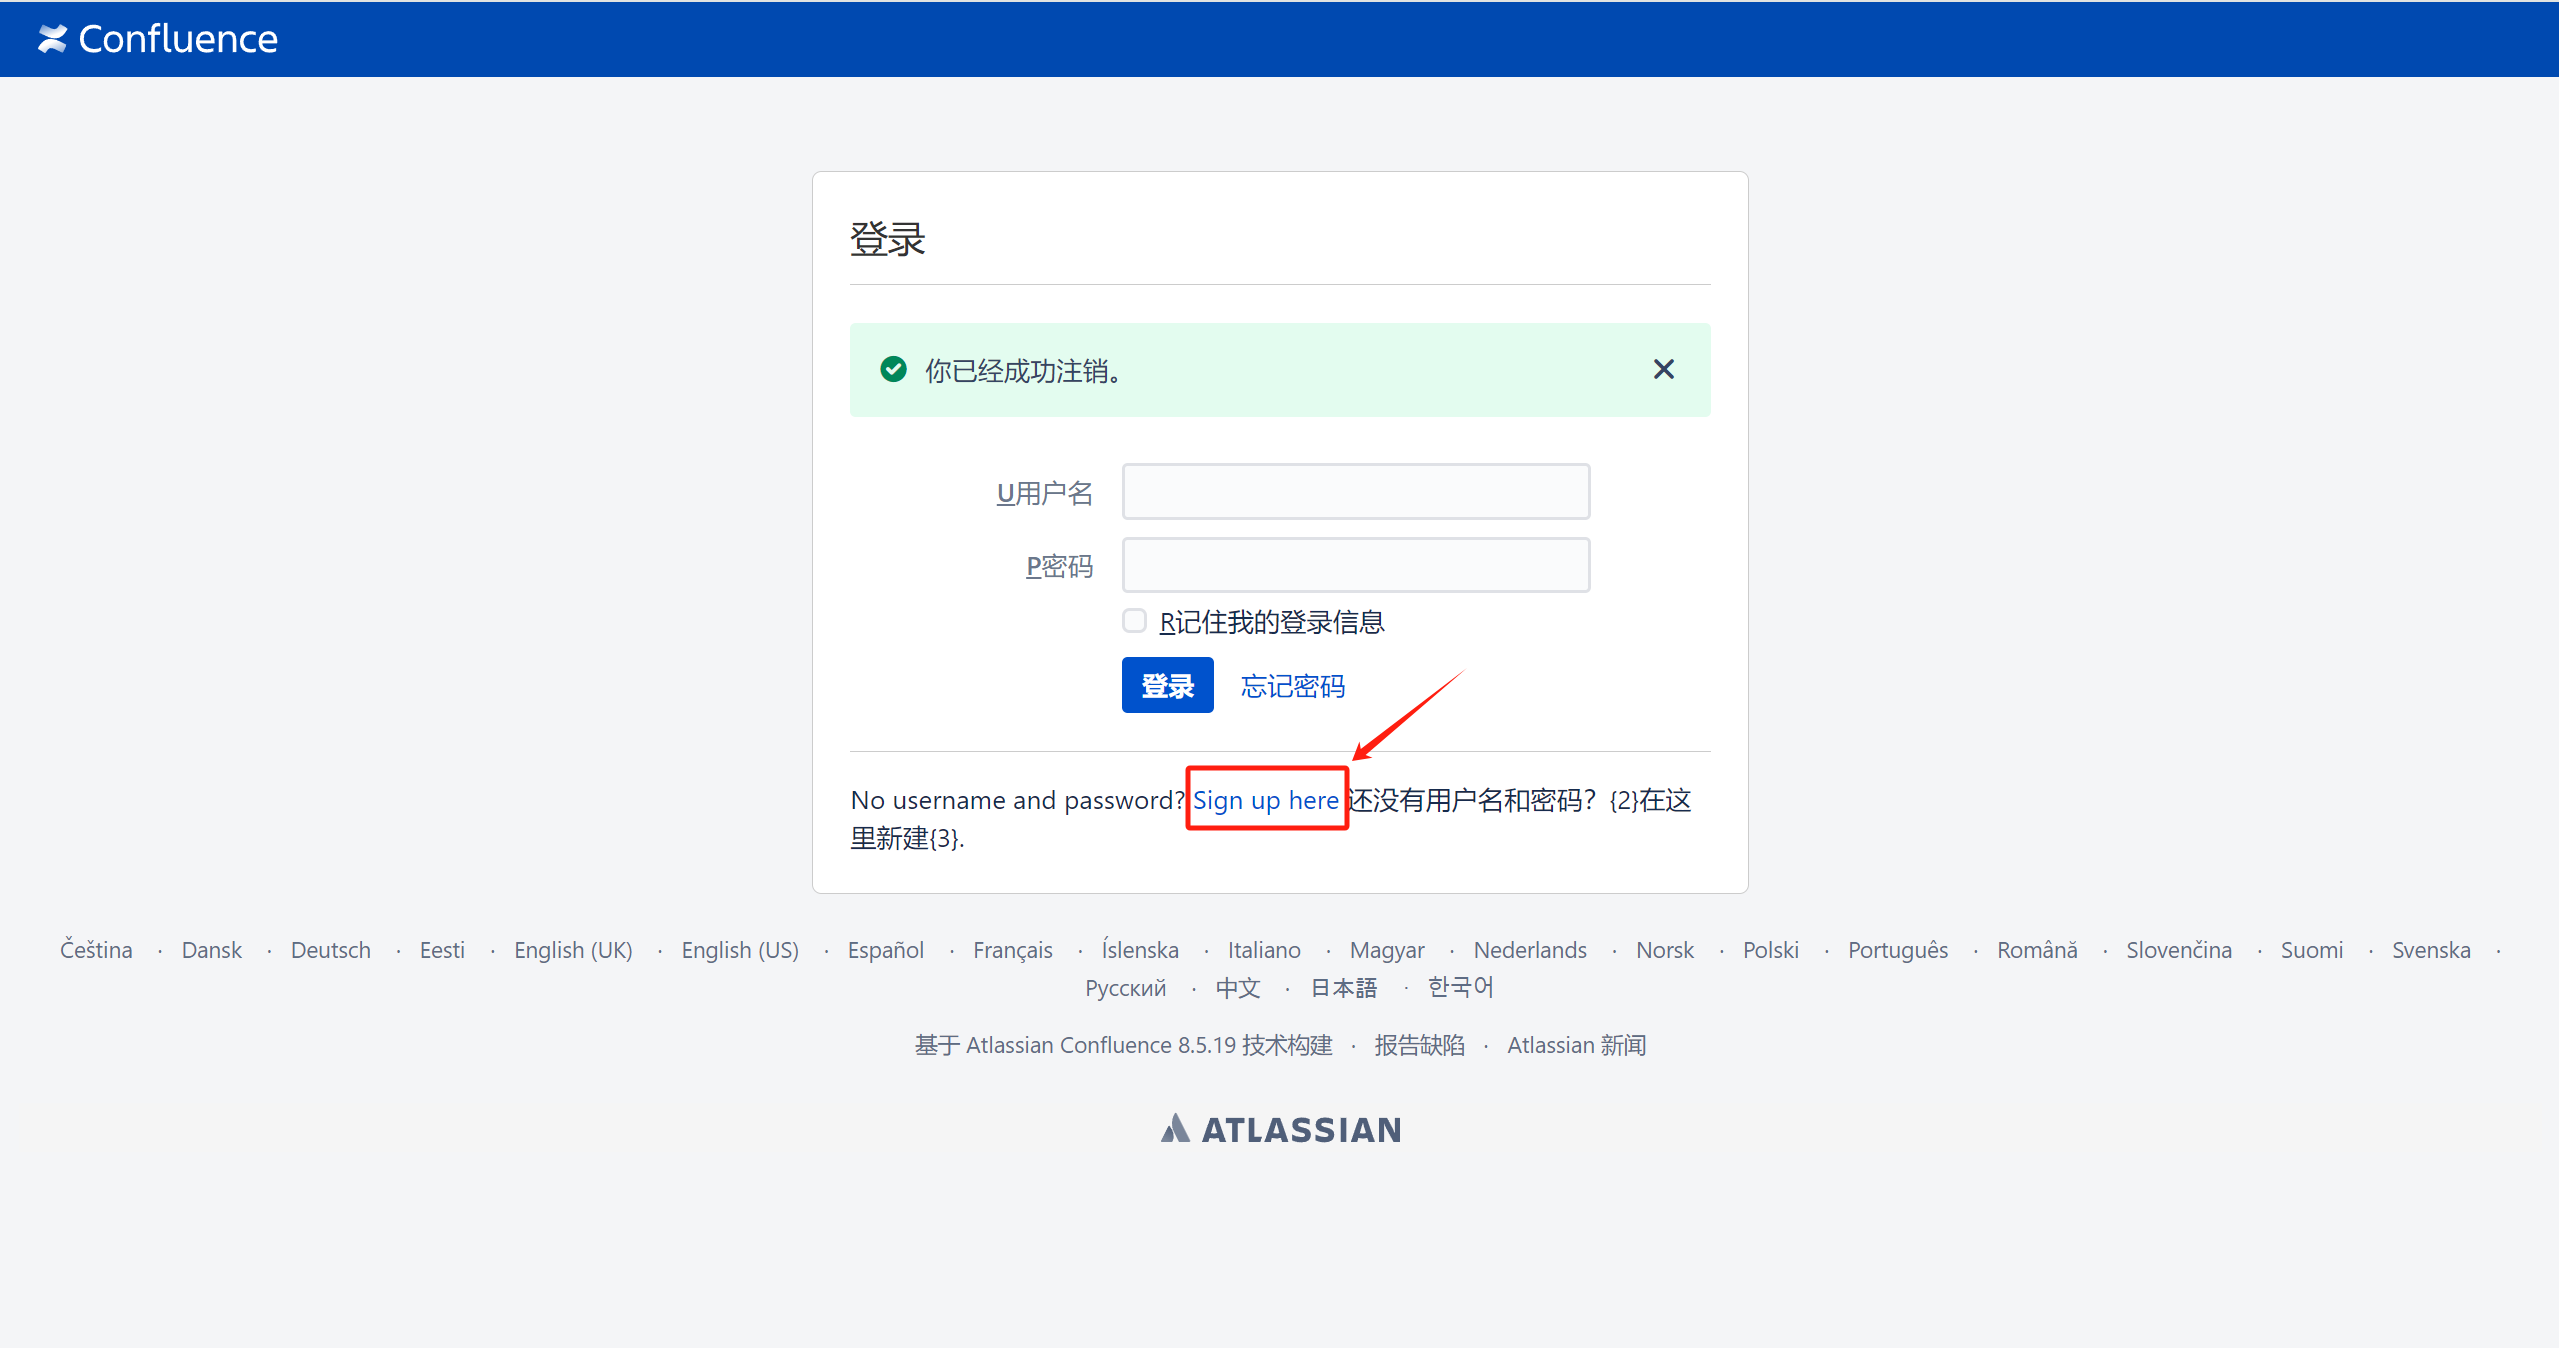 Confluence
登录
你已经成功注销。
U用户名
P密码
R记住我的登录信息
登录 忘记密码
No username and password? Sign up here 还没有用户名和密码？{2}在这
里新建{3}.
Čeština · Dansk · Deutsch · Eesti · English (UK) · English (US) · Español · Français · Íslenska · Italiano · Magyar · Nederlands · Norsk · Polski · Português · Română · Slovenčina · Suomi · Svenska ·
Русский · 中文 · 日本語 · 한국어
基于 Atlassian Confluence 8.5.19 技术构建 · 报告缺陷 · Atlassian 新闻
ATLASSIAN